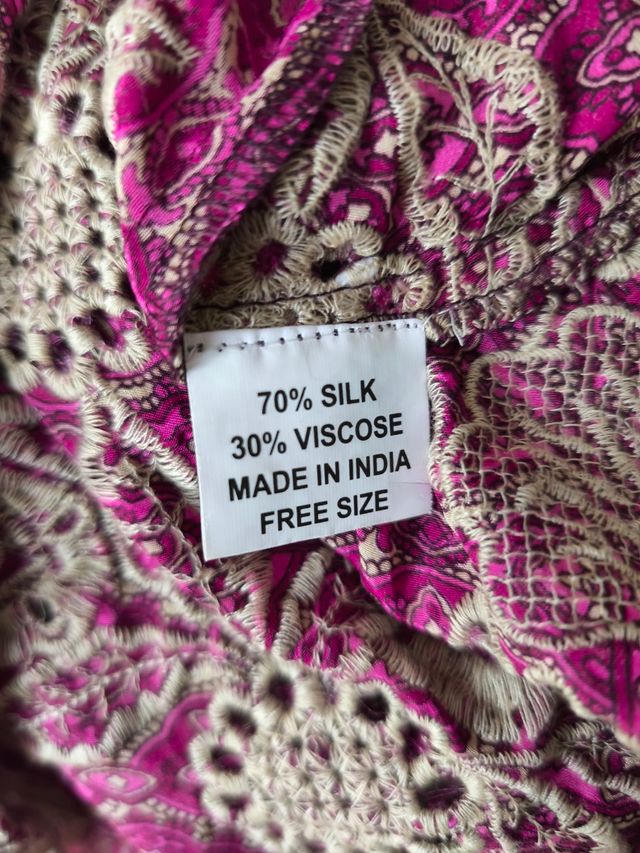 70% SILK
30% VISCOSE
MADE IN INDIA
FREE SIZE